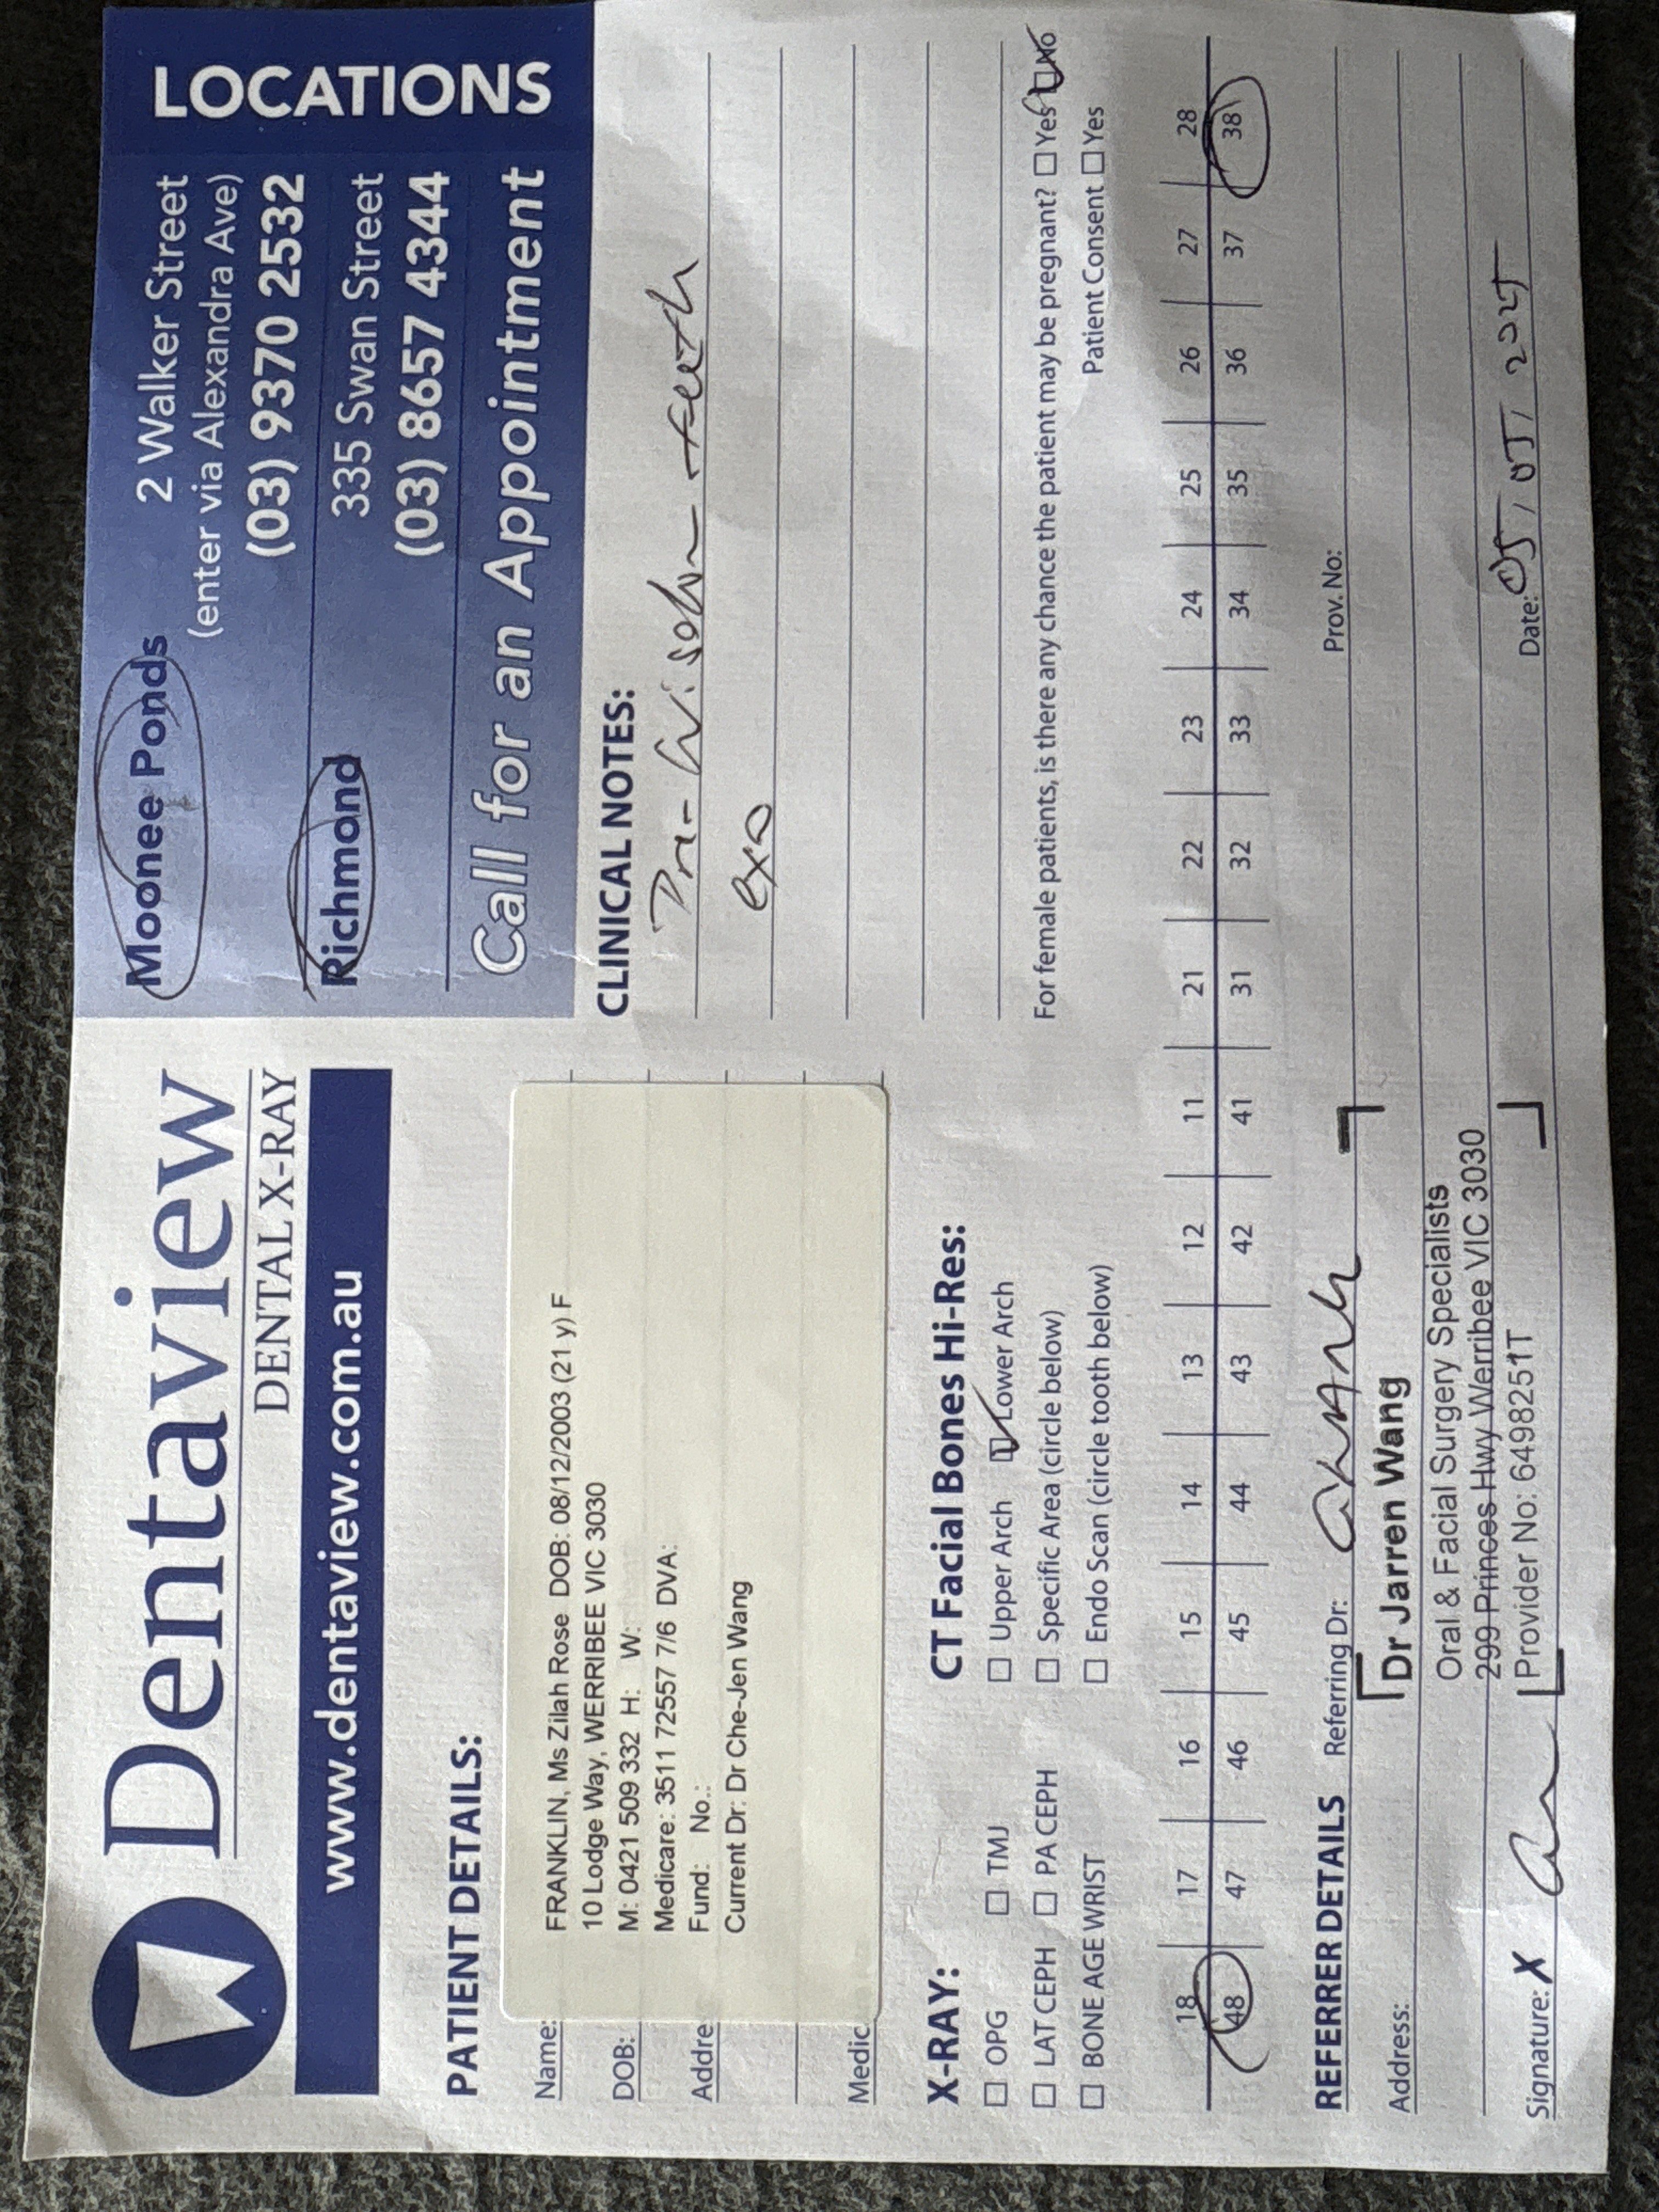 Dentaview
DENTAL X-RAY
www.dentaview.com.au
Moonee Ponds 2 Walker Street
(enter via Alexandra Ave)
(03) 9370 2532
Richmond 335 Swan Street
(03) 8657 4344
Call for an Appointment
LOCATIONS
PATIENT DETAILS:
Name:
DOB:
Addre
Medic
FRANKLIN, Ms Zilah Rose DOB: 08/12/2003 (21 y) F
10 Lodge Way, WERRIBEE VIC 3030
M: 0421 509 332 H: W:
Medicare: 3511 72557 7/6 DVA:
Fund: No.:
Current Dr: Dr Che-Jen Wang
CLINICAL NOTES:
teeth
exo
X-RAY:
☐ OPG ☐ TMJ
☐ LAT CEPH ☐ PA CEPH
☐ BONE AGE WRIST
CT Facial Bones Hi-Res:
☐ Upper Arch ☑ Lower Arch
☐ Specific Area (circle below)
☐ Endo Scan (circle tooth below)
For female patients, is there any chance the patient may be pregnant? ☐ Yes ☑ No
Patient Consent ☐ Yes
18 17 16 15 14 13 12 11 21 22 23 24 25 26 27 28
48 47 46 45 44 43 42 41 31 32 33 34 35 36 37 38
REFERRER DETAILS Referring Dr: Prov. No:
Address:
Dr Jarren Wang
Oral & Facial Surgery Specialists
299 Princes Hwy Werribee VIC 3030
Provider No: 6498251T
Signature: X Date: